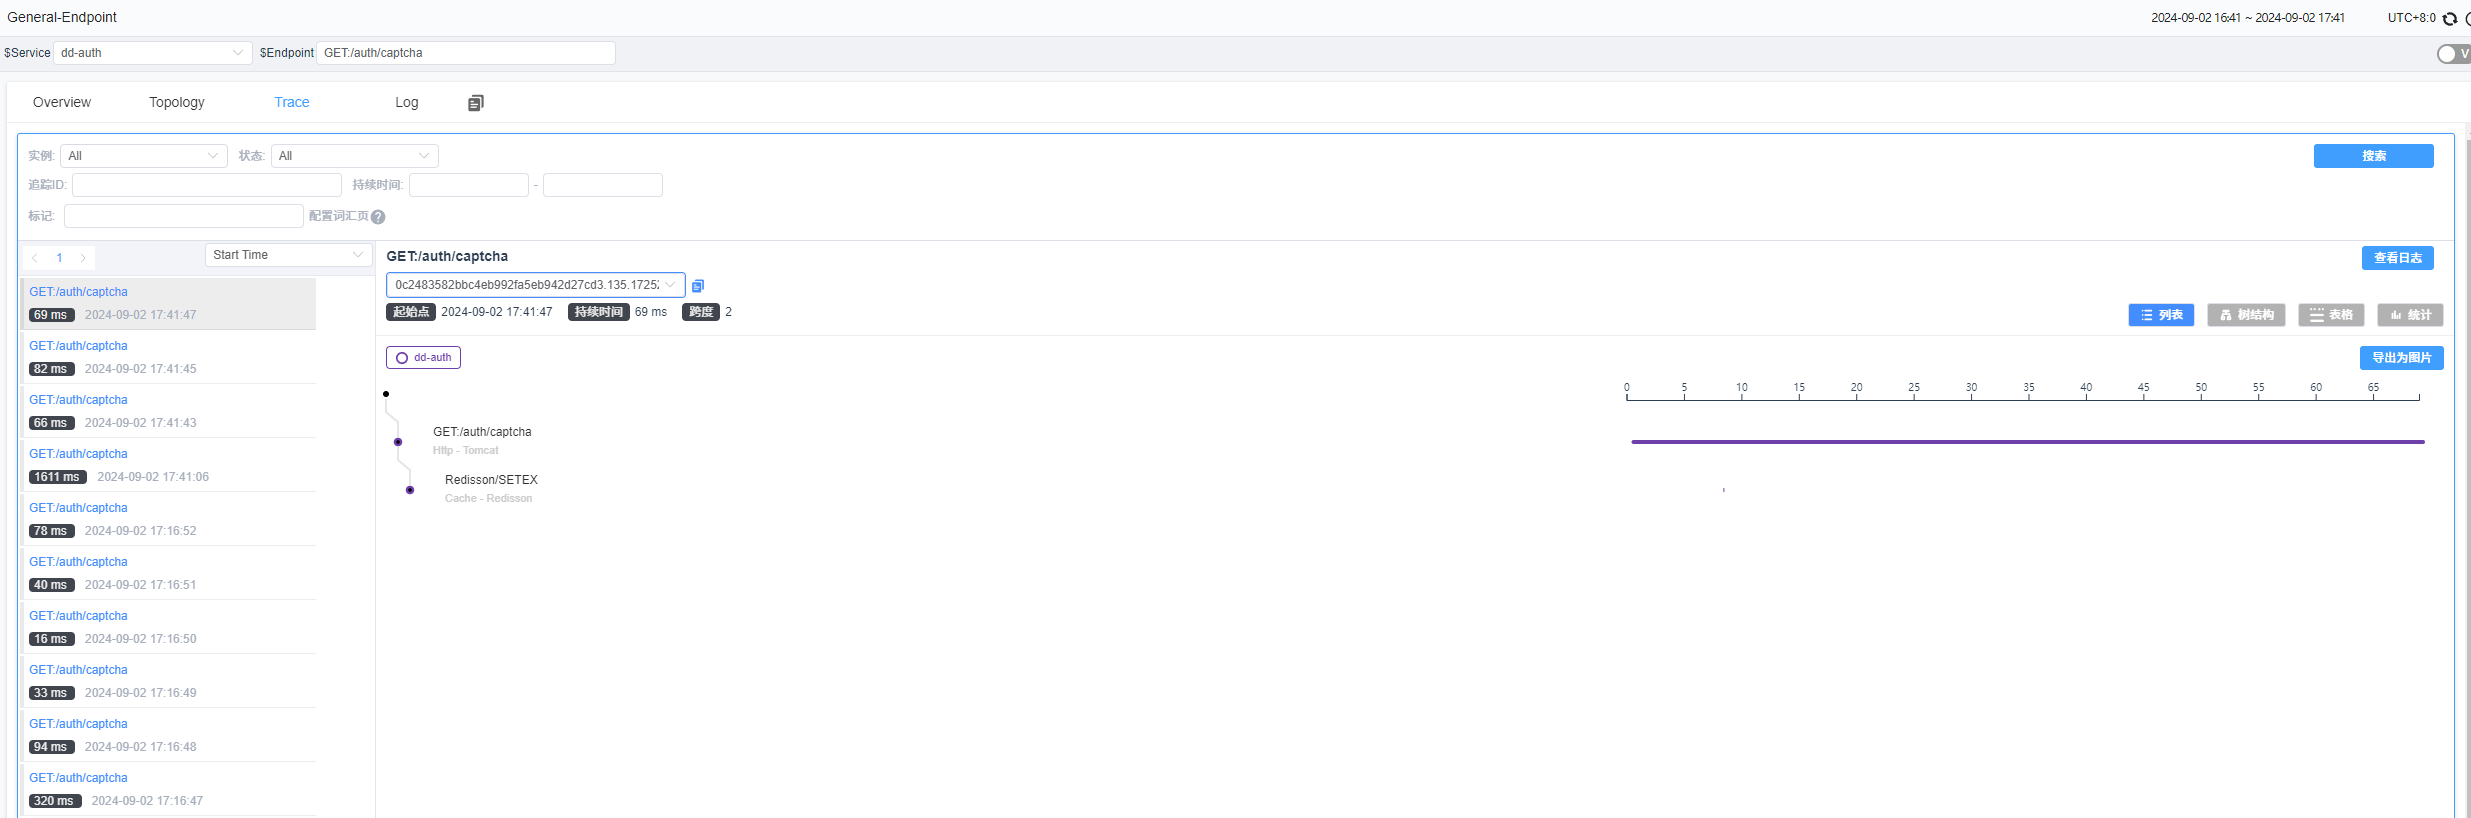 General-Endpoint
2024-09-02 16:41 ~ 2024-09-02 17:41
UTC+8:0
$Service
dd-auth
$Endpoint
GET:/auth/captcha
V
Overview
Topology
Trace
Log
实例:
All
状态:
All
搜索
追踪ID:
持续时间:
-
标记:
配置词汇页
?
1
Start Time
GET:/auth/captcha
69 ms
2024-09-02 17:41:47
GET:/auth/captcha
82 ms
2024-09-02 17:41:45
GET:/auth/captcha
66 ms
2024-09-02 17:41:43
GET:/auth/captcha
1611 ms
2024-09-02 17:41:06
GET:/auth/captcha
78 ms
2024-09-02 17:16:52
GET:/auth/captcha
40 ms
2024-09-02 17:16:51
GET:/auth/captcha
16 ms
2024-09-02 17:16:50
GET:/auth/captcha
33 ms
2024-09-02 17:16:49
GET:/auth/captcha
94 ms
2024-09-02 17:16:48
GET:/auth/captcha
320 ms
2024-09-02 17:16:47
GET:/auth/captcha
查看日志
0c2483582bbc4eb992fa5eb942d27cd3.135.1725
起始点
2024-09-02 17:41:47
持续时间
69 ms
跨度
2
列表
树结构
表格
统计
dd-auth
导出为图片
0 5 10 15 20 25 30 35 40 45 50 55 60 65
GET:/auth/captcha
Http - Tomcat
Redisson/SETEX
Cache - Redisson